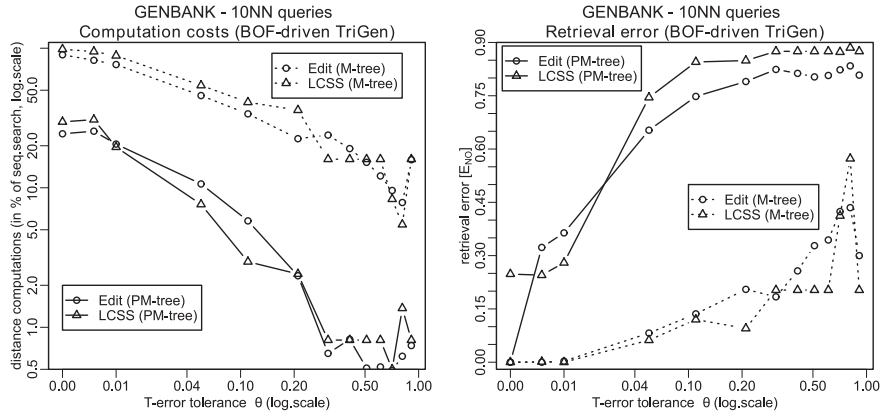 GENBANK - 10NN queries
Computation costs (BOF-driven TriGen)
distance computations (in % of seq.search, log.scale)
50.0
20.0
10.0
5.0
2.0
1.0
0.5
Edit (M-tree)
LCSS (M-tree)
Edit (PM-tree)
LCSS (PM-tree)
0.00
0.01
0.10
0.20
0.50
1.00
T-error tolerance θ (log.scale)
GENBANK - 10NN queries
Retrieval error (BOF-driven TriGen)
retrieval error [E_NO]
0.90
0.75
0.60
0.45
0.30
0.15
0.00
Edit (PM-tree)
LCSS (PM-tree)
Edit (M-tree)
LCSS (M-tree)
0.00
0.01
0.10
0.20
0.50
1.00
T-error tolerance θ (log.scale)